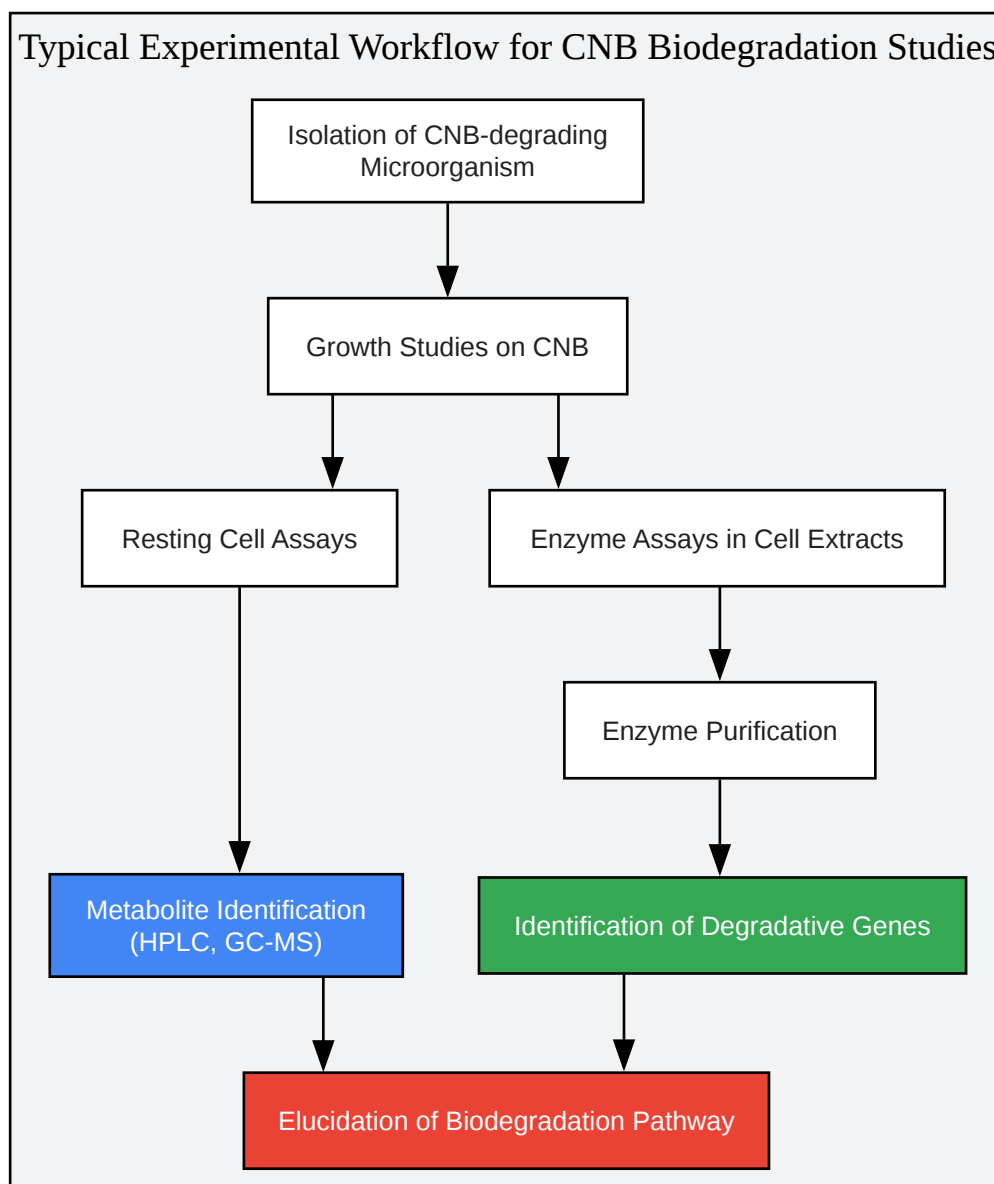 Typical Experimental Workflow for CNB Biodegradation Studies
Isolation of CNB-degrading
Microorganism
Growth Studies on CNB
Resting Cell Assays
Enzyme Assays in Cell Extracts
Enzyme Purification
Metabolite Identification
(HPLC, GC-MS)
Identification of Degradative Genes
Elucidation of Biodegradation Pathway